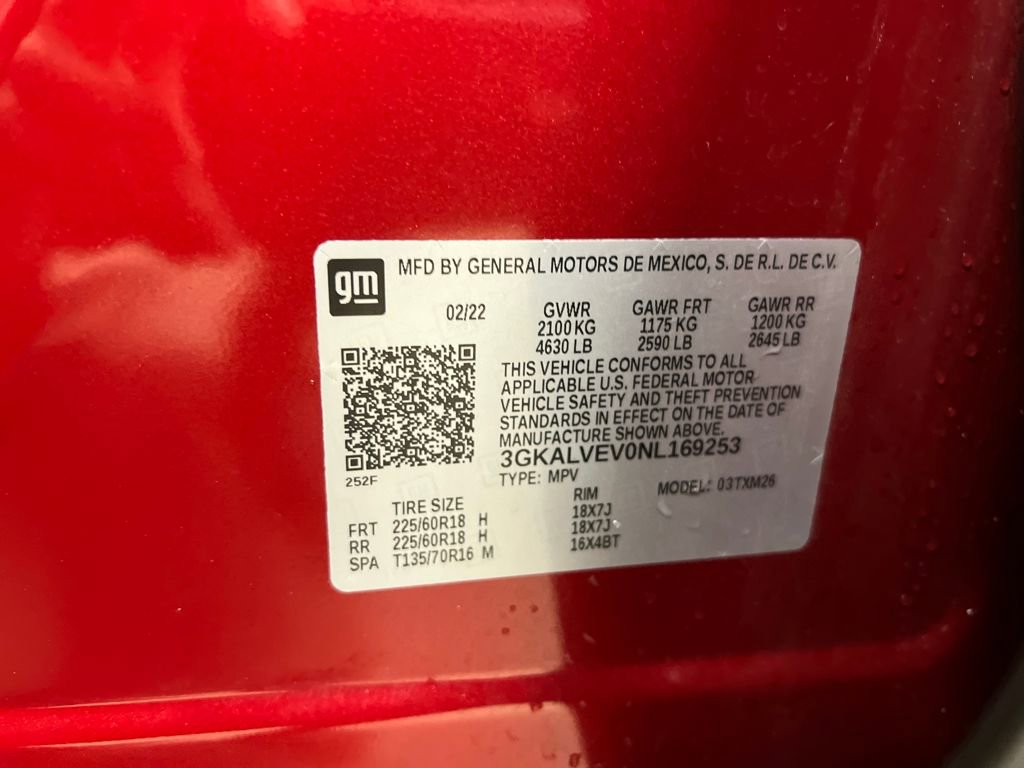 gm
MFD BY GENERAL MOTORS DE MEXICO, S. DE R.L. DE C.V.
02/22 GVWR GAWR FRT GAWR RR
2100 KG 1175 KG 1200 KG
4630 LB 2590 LB 2645 LB
THIS VEHICLE CONFORMS TO ALL
APPLICABLE U.S. FEDERAL MOTOR
VEHICLE SAFETY AND THEFT PREVENTION
STANDARDS IN EFFECT ON THE DATE OF
MANUFACTURE SHOWN ABOVE.
3GKALVEV0NL169253
252F
TYPE: MPV MODEL: 03TXM26
TIRE SIZE RIM
FRT 225/60R18 H 18X7J
RR 225/60R18 H 18X7J
SPA T135/70R16 M 16X4BT